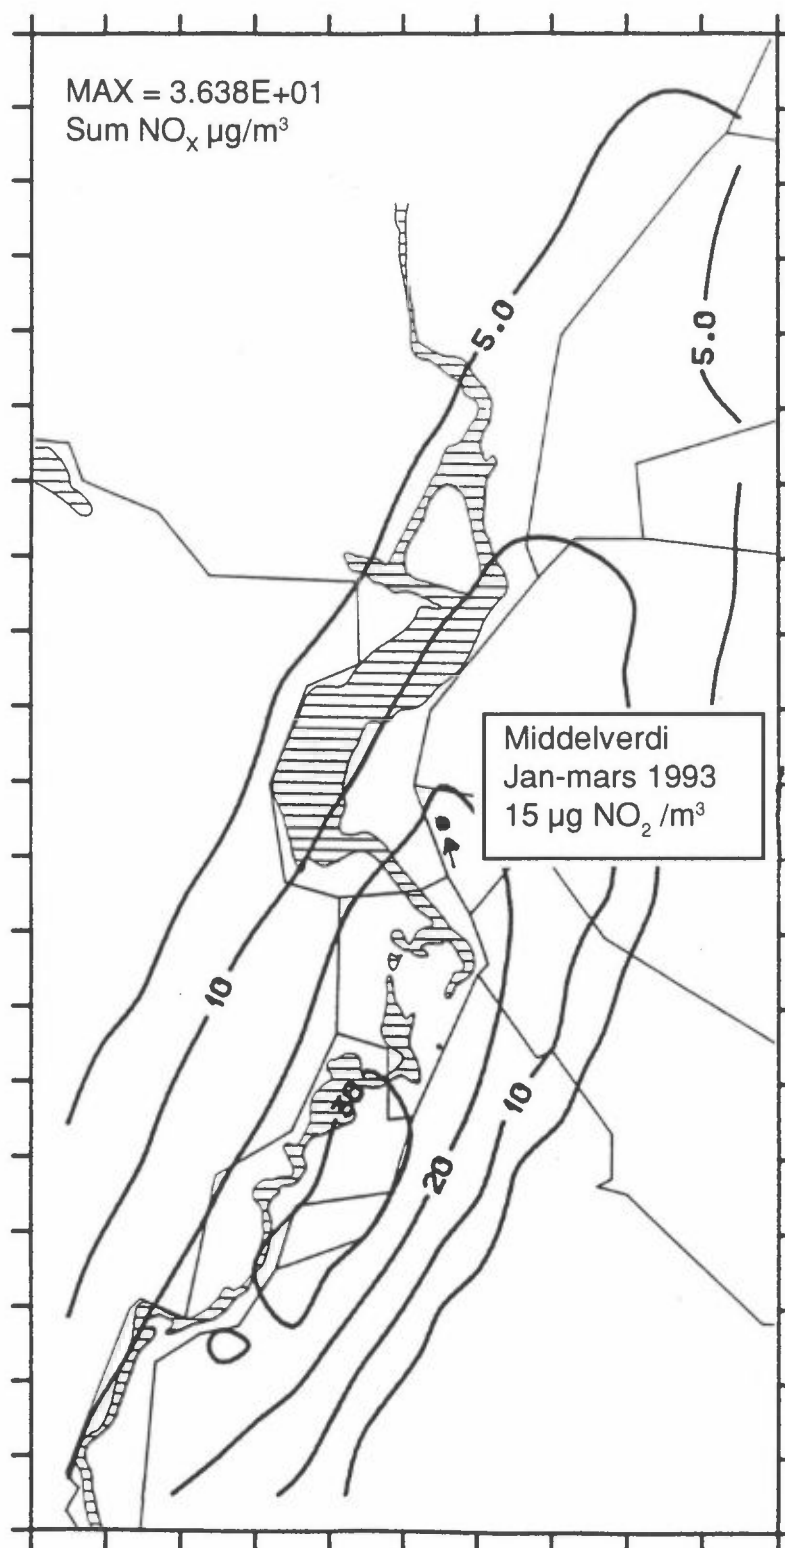 MAX = 3.638E+01
Sum NOx µg/m³
5.0
5.0
Middelverdi
Jan-mars 1993
15 µg NO₂ /m³
10
10
20